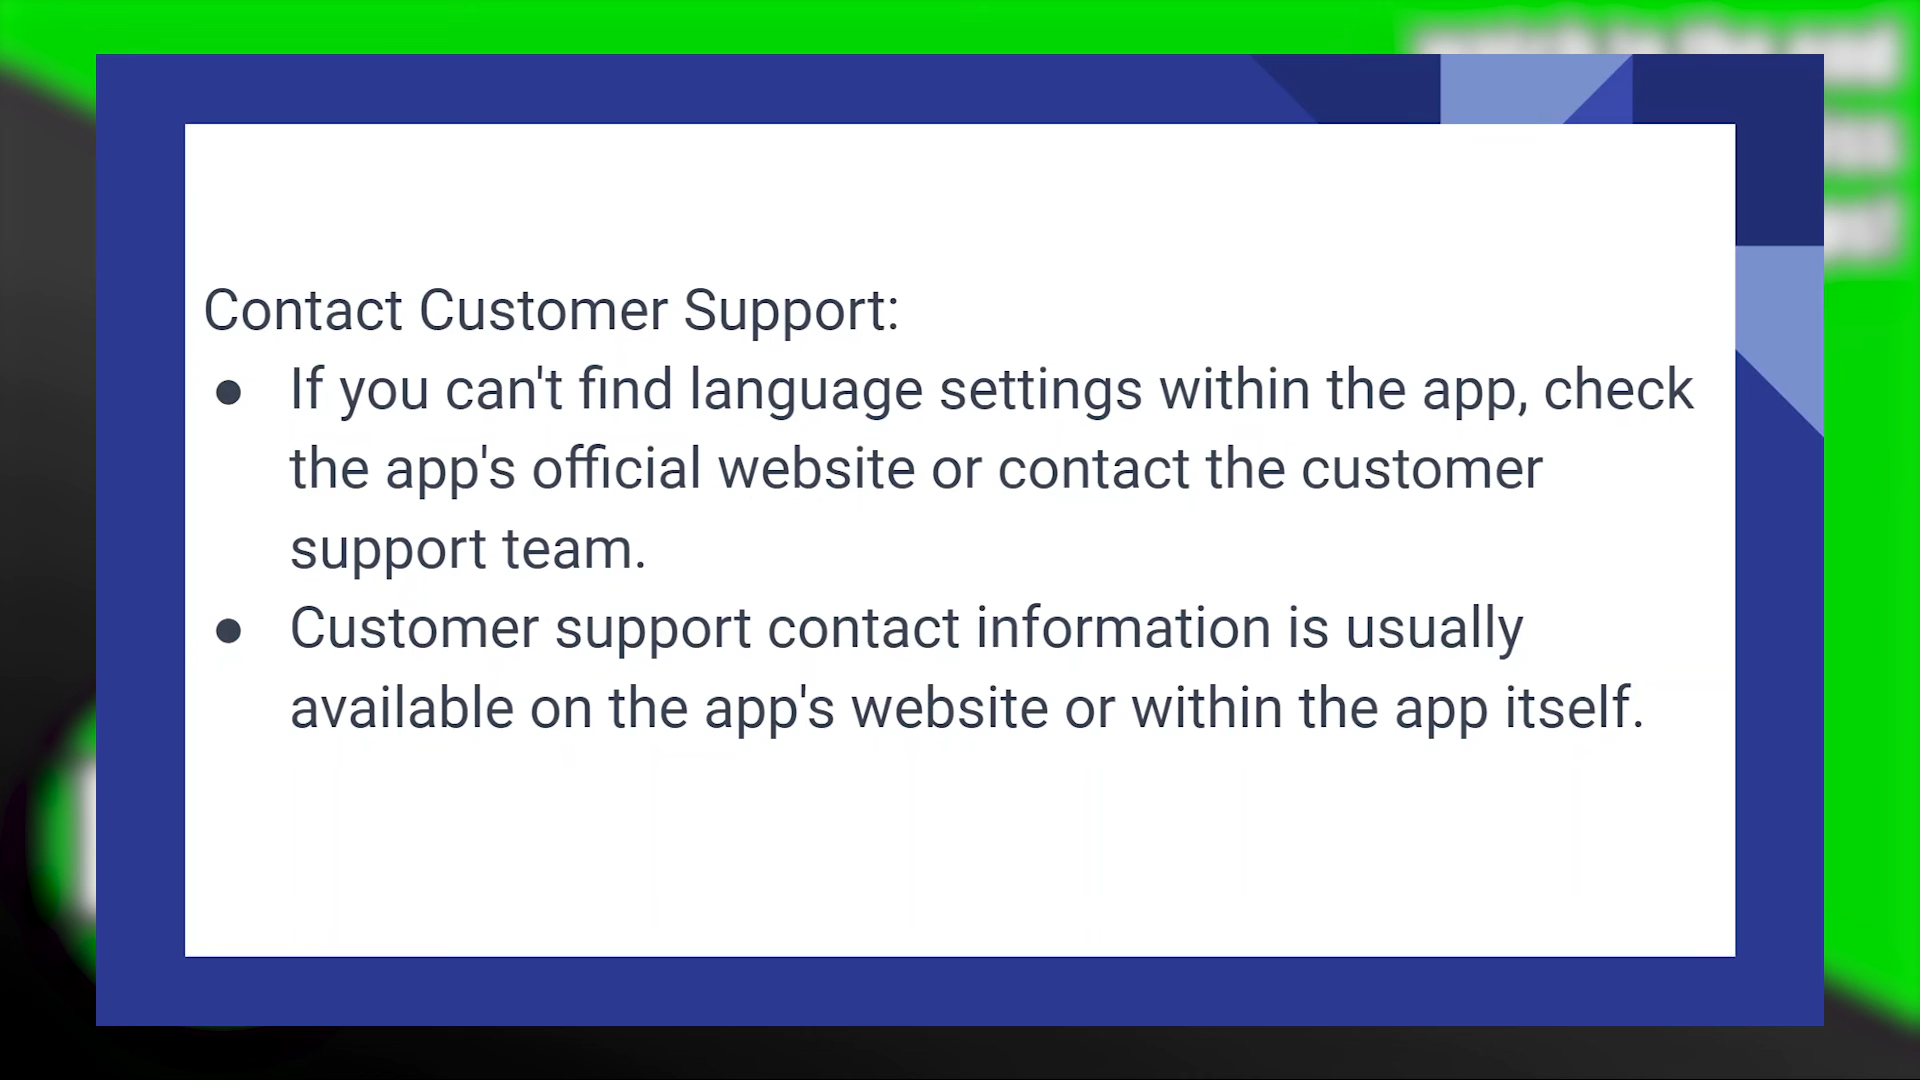 Contact Customer Support:
● If you can't find language settings within the app, check
the app's official website or contact the customer
support team.
● Customer support contact information is usually
available on the app's website or within the app itself.